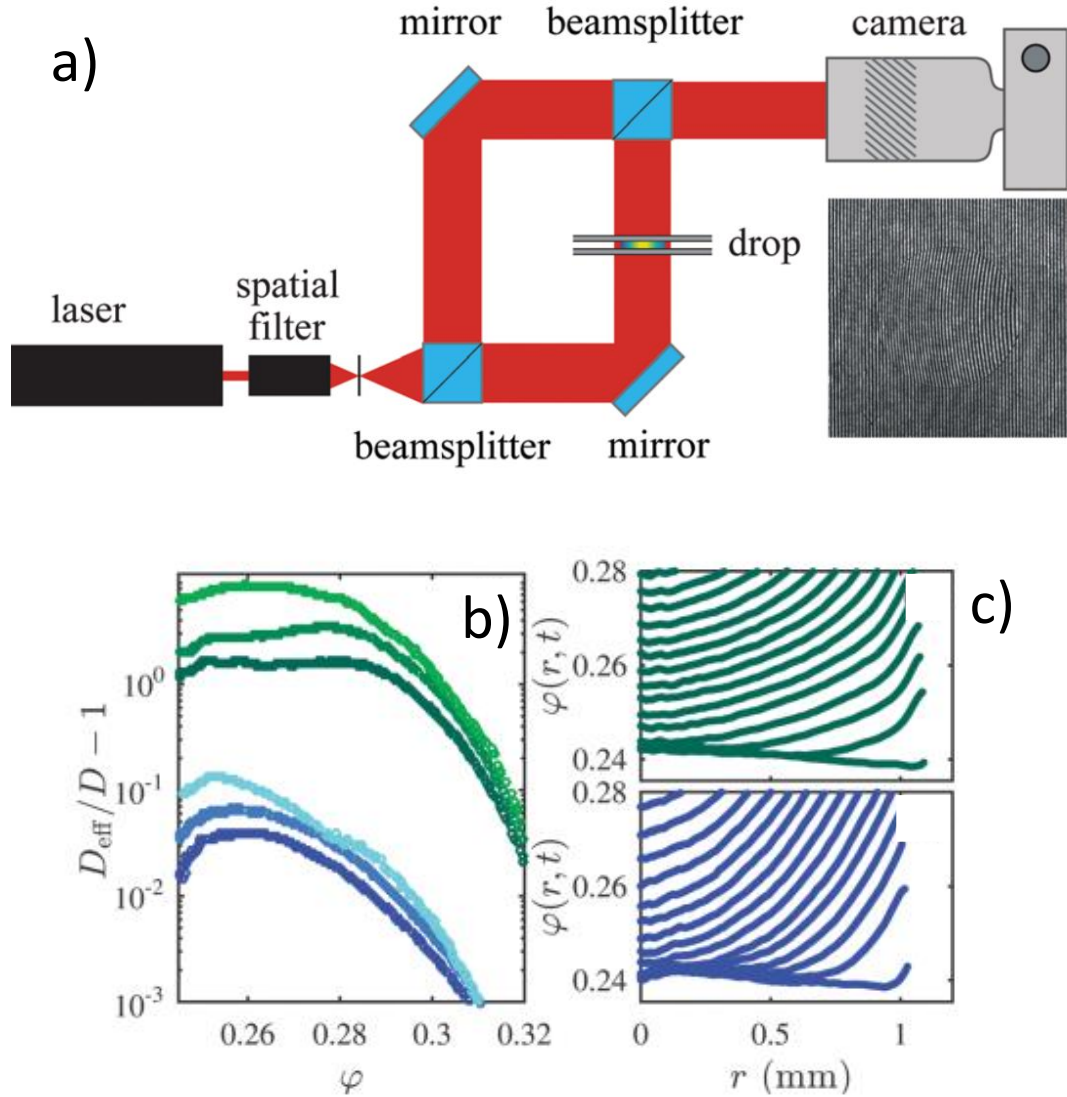 a)
mirror
beamsplitter
camera
drop
laser
spatial
filter
beamsplitter
mirror
b)
10^0
10^-1
10^-2
10^-3
D_eff/D − 1
0.26
0.28
0.3
0.32
φ
c)
0.28
0.26
0.24
φ(r, t)
0.28
0.26
0.24
φ(r, t)
0
0.5
1
r (mm)